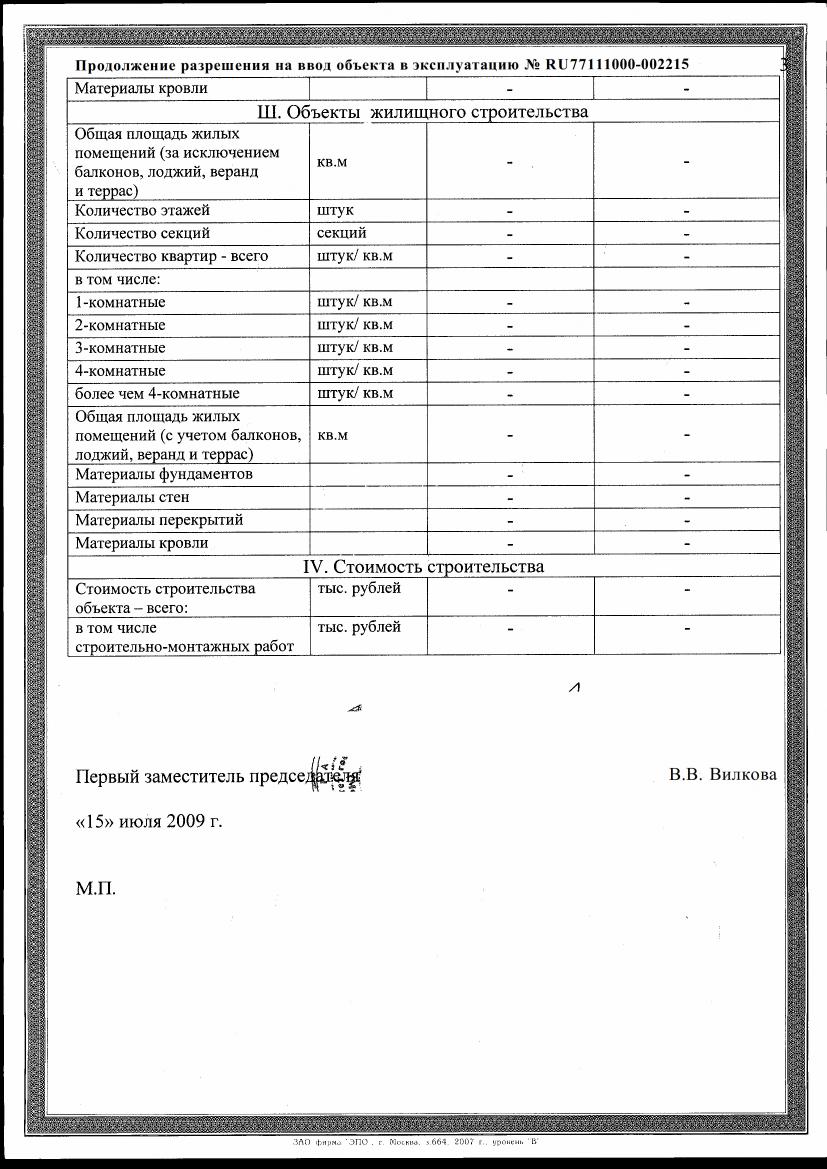 Продолжение разрешения на ввод объекта в эксплуатацию № RU77111000-002215
3
Материалы кровли - -
Ш. Объекты жилищного строительства
Общая площадь жилых
помещений (за исключением
балконов, лоджий, веранд
и террас) кв.м - -
Количество этажей штук - -
Количество секций секций - -
Количество квартир - всего штук/ кв.м - -
в том числе:
1-комнатные штук/ кв.м - -
2-комнатные штук/ кв.м - -
3-комнатные штук/ кв.м - -
4-комнатные штук/ кв.м - -
более чем 4-комнатные штук/ кв.м - -
Общая площадь жилых
помещений (с учетом балконов,
лоджий, веранд и террас) кв.м - -
Материалы фундаментов - -
Материалы стен - -
Материалы перекрытий - -
Материалы кровли - -
IV. Стоимость строительства
Стоимость строительства
объекта – всего: тыс. рублей - -
в том числе
строительно-монтажных работ тыс. рублей - -
Первый заместитель председателя В.В. Вилкова
«15» июля 2009 г.
М.П.
ЗАО фирма "ЭПО", г. Москва, з.664, 2007 г., уровень "В"